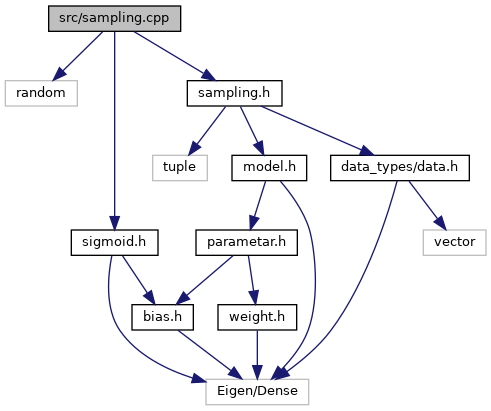 src/sampling.cpp
random
sampling.h
tuple
model.h
data_types/data.h
sigmoid.h
parametar.h
vector
bias.h
weight.h
Eigen/Dense